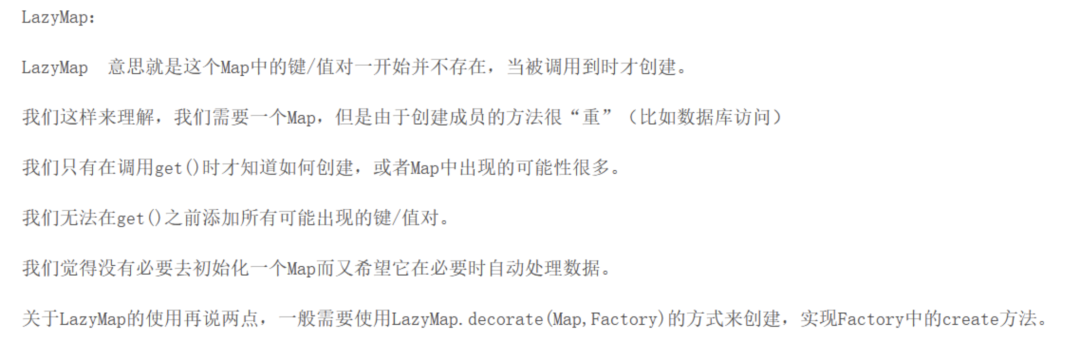 LazyMap:
LazyMap 意思就是这个Map中的键/值对一开始并不存在，当被调用到时才创建。
我们这样来理解，我们需要一个Map，但是由于创建成员的方法很“重”（比如数据库访问）
我们只有在调用get()时才知道如何创建，或者Map中出现的可能性很多。
我们无法在get()之前添加所有可能出现的键/值对。
我们觉得没有必要去初始化一个Map而又希望它在必要时自动处理数据。
关于LazyMap的使用再说两点，一般需要使用LazyMap.decorate(Map,Factory)的方式来创建，实现Factory中的create方法。